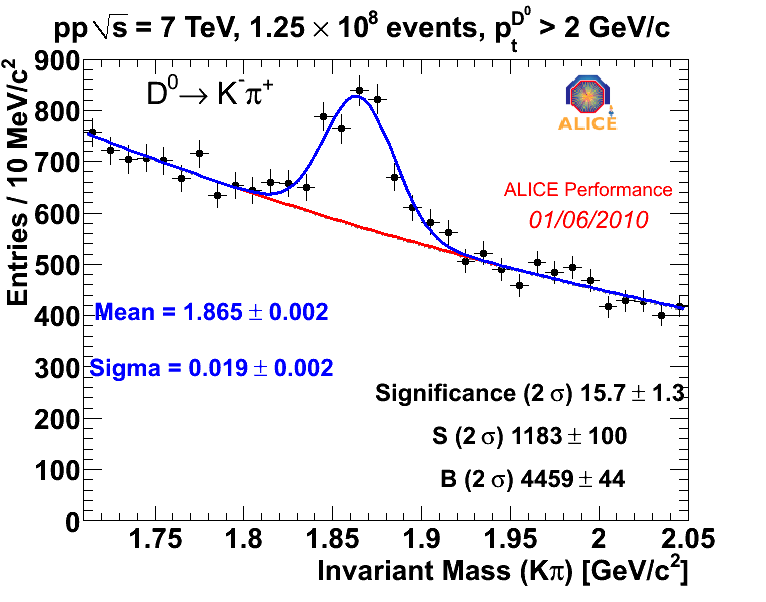 pp √s = 7 TeV, 1.25 × 10⁸ events, pₜᴰ⁰ > 2 GeV/c
Entries / 10 MeV/c²
900
800
700
600
500
400
300
200
100
0
D⁰→ K⁻π⁺
ALICE
ALICE Performance
01/06/2010
Mean = 1.865 ± 0.002
Sigma = 0.019 ± 0.002
Significance (2 σ) 15.7 ± 1.3
S (2 σ) 1183 ± 100
B (2 σ) 4459 ± 44
1.75 1.8 1.85 1.9 1.95 2 2.05
Invariant Mass (Kπ) [GeV/c²]